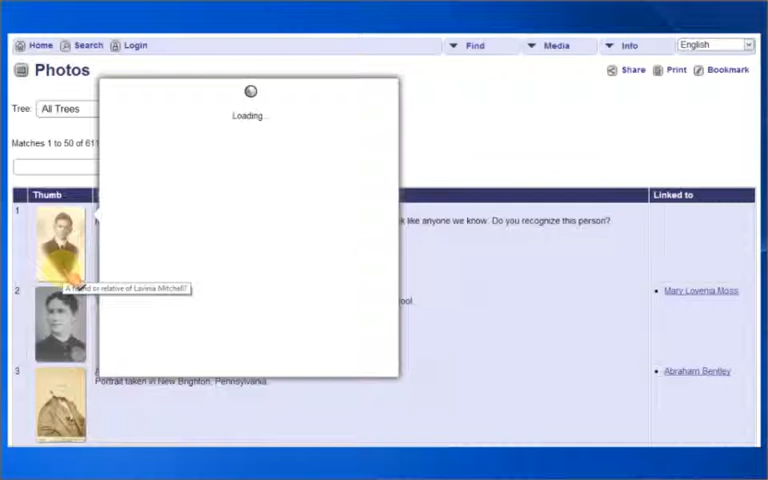 Home Search Login Find Media Info English
Photos Share Print Bookmark
Tree: All Trees
Loading...
Matches 1 to 50 of 611
Thumb Linked to
1 k like anyone we know. Do you recognize this person?
A friend or relative of Lavinia Mitchell?
2 Mary Lovenia Moss
ool.
3 Abraham Bentley
Portrait taken in New Brighton, Pennsylvania.